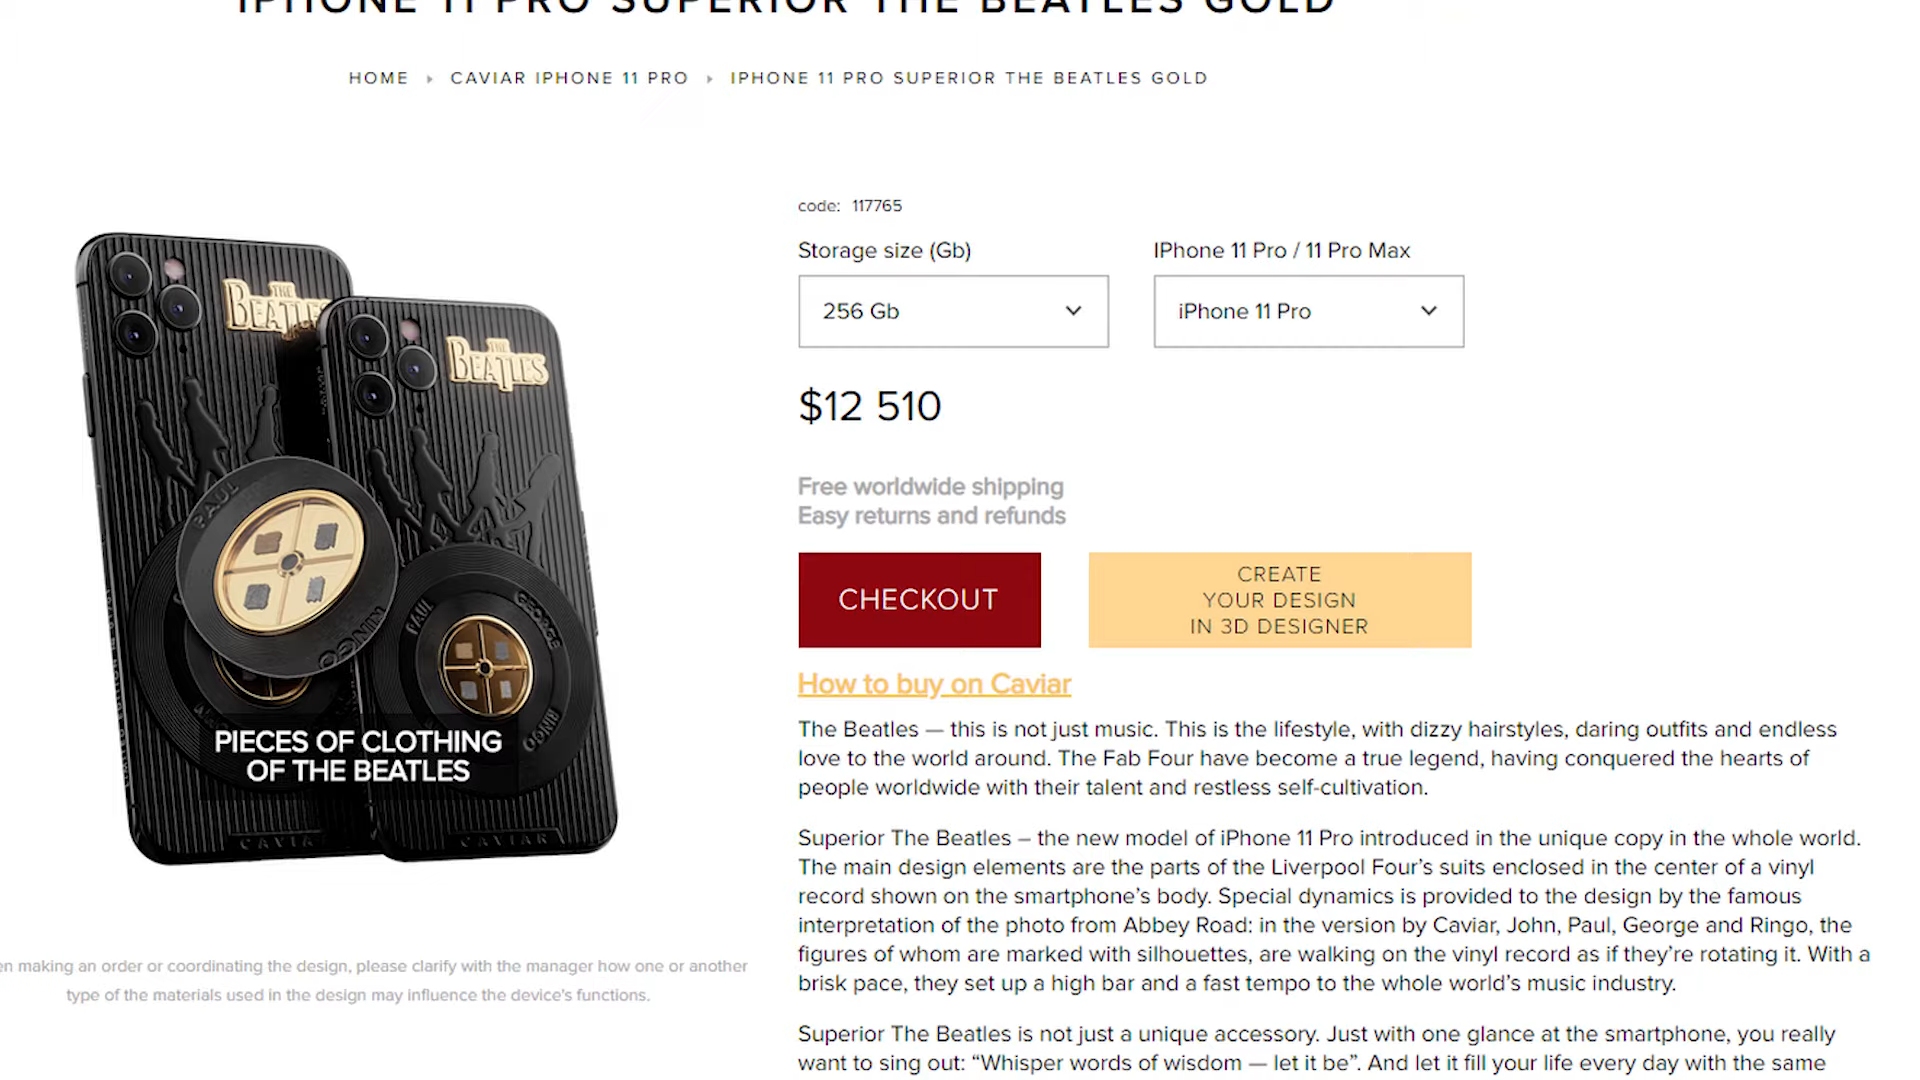 IPHONE 11 PRO SUPERIOR THE BEATLES GOLD
HOME ▸ CAVIAR IPHONE 11 PRO ▸ IPHONE 11 PRO SUPERIOR THE BEATLES GOLD
THE
BEATLES
THE
BEATLES
PAUL
RINGO
PAUL
GEORGE
RINGO
PIECES OF CLOTHING
OF THE BEATLES
CAVIAR
CAVIAR
making an order or coordinating the design, please clarify with the manager how one or another
type of the materials used in the design may influence the device's functions.
code: 117765
Storage size (Gb)
IPhone 11 Pro / 11 Pro Max
256 Gb
iPhone 11 Pro
$12 510
Free worldwide shipping
Easy returns and refunds
CHECKOUT
CREATE
YOUR DESIGN
IN 3D DESIGNER
How to buy on Caviar
The Beatles — this is not just music. This is the lifestyle, with dizzy hairstyles, daring outfits and endless
love to the world around. The Fab Four have become a true legend, having conquered the hearts of
people worldwide with their talent and restless self-cultivation.
Superior The Beatles – the new model of iPhone 11 Pro introduced in the unique copy in the whole world.
The main design elements are the parts of the Liverpool Four's suits enclosed in the center of a vinyl
record shown on the smartphone's body. Special dynamics is provided to the design by the famous
interpretation of the photo from Abbey Road: in the version by Caviar, John, Paul, George and Ringo, the
figures of whom are marked with silhouettes, are walking on the vinyl record as if they're rotating it. With a
brisk pace, they set up a high bar and a fast tempo to the whole world's music industry.
Superior The Beatles is not just a unique accessory. Just with one glance at the smartphone, you really
want to sing out: “Whisper words of wisdom — let it be”. And let it fill your life every day with the same